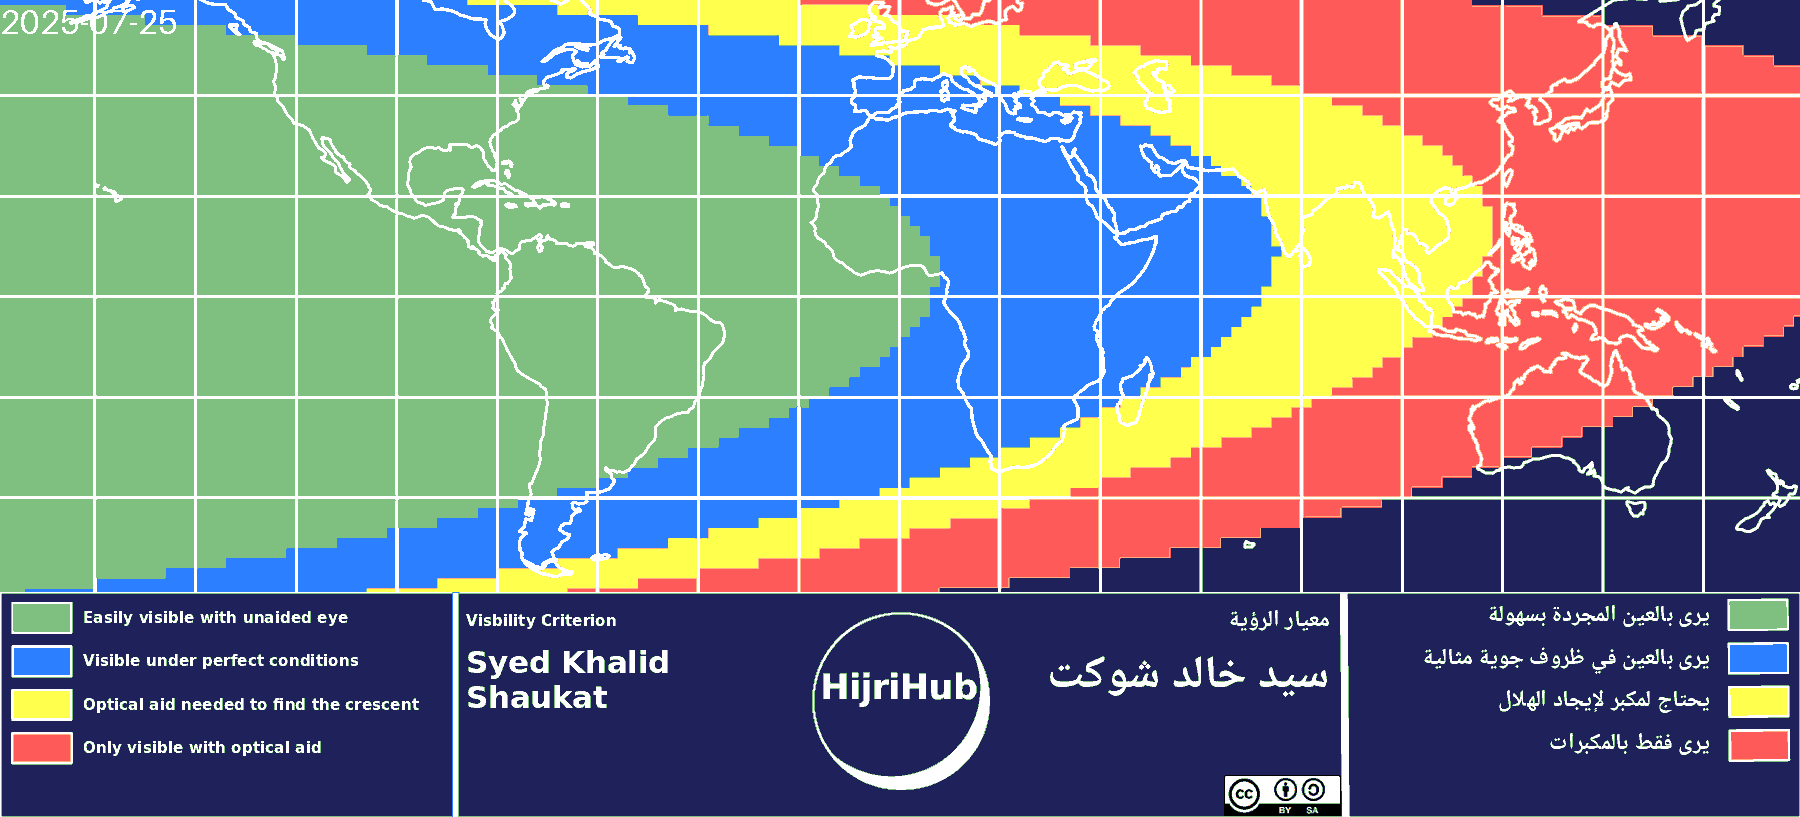 2025-07-25
Easily visible with unaided eye
Visible under perfect conditions
Optical aid needed to find the crescent
Only visible with optical aid
Visbility Criterion
Syed Khalid
Shaukat
HijriHub
معيار الرؤية
سيد خالد شوكت
cc
BY SA
يرى بالعين المجردة بسهولة
يرى بالعين في ظروف جوية مثالية
يحتاج لمكبر لإيجاد الهلال
يرى فقط بالمكبرات